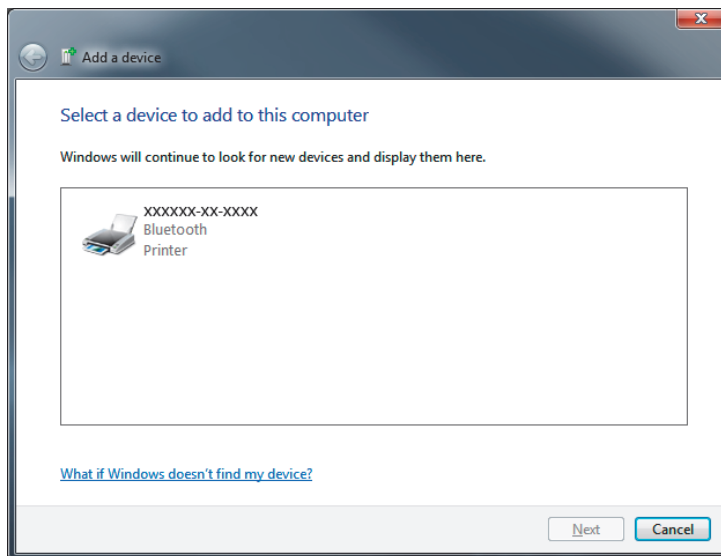 Add a device
Select a device to add to this computer
Windows will continue to look for new devices and display them here.
XXXXXX-XX-XXXX
Bluetooth
Printer
What if Windows doesn't find my device?
Next
Cancel